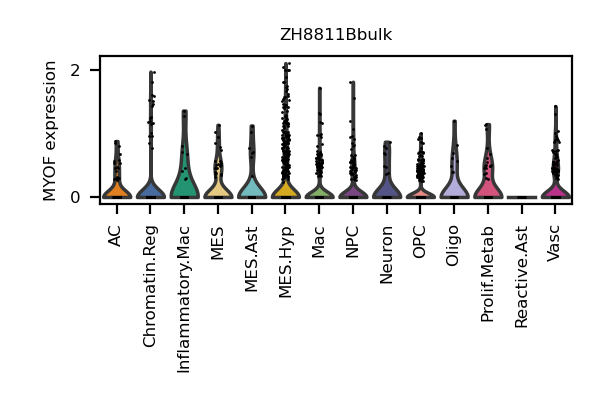 ZH8811Bbulk
MYOF expression
2
0
AC
Chromatin.Reg
Inflammatory.Mac
MES
MES.Ast
MES.Hyp
Mac
NPC
Neuron
OPC
Oligo
Prolif.Metab
Reactive.Ast
Vasc